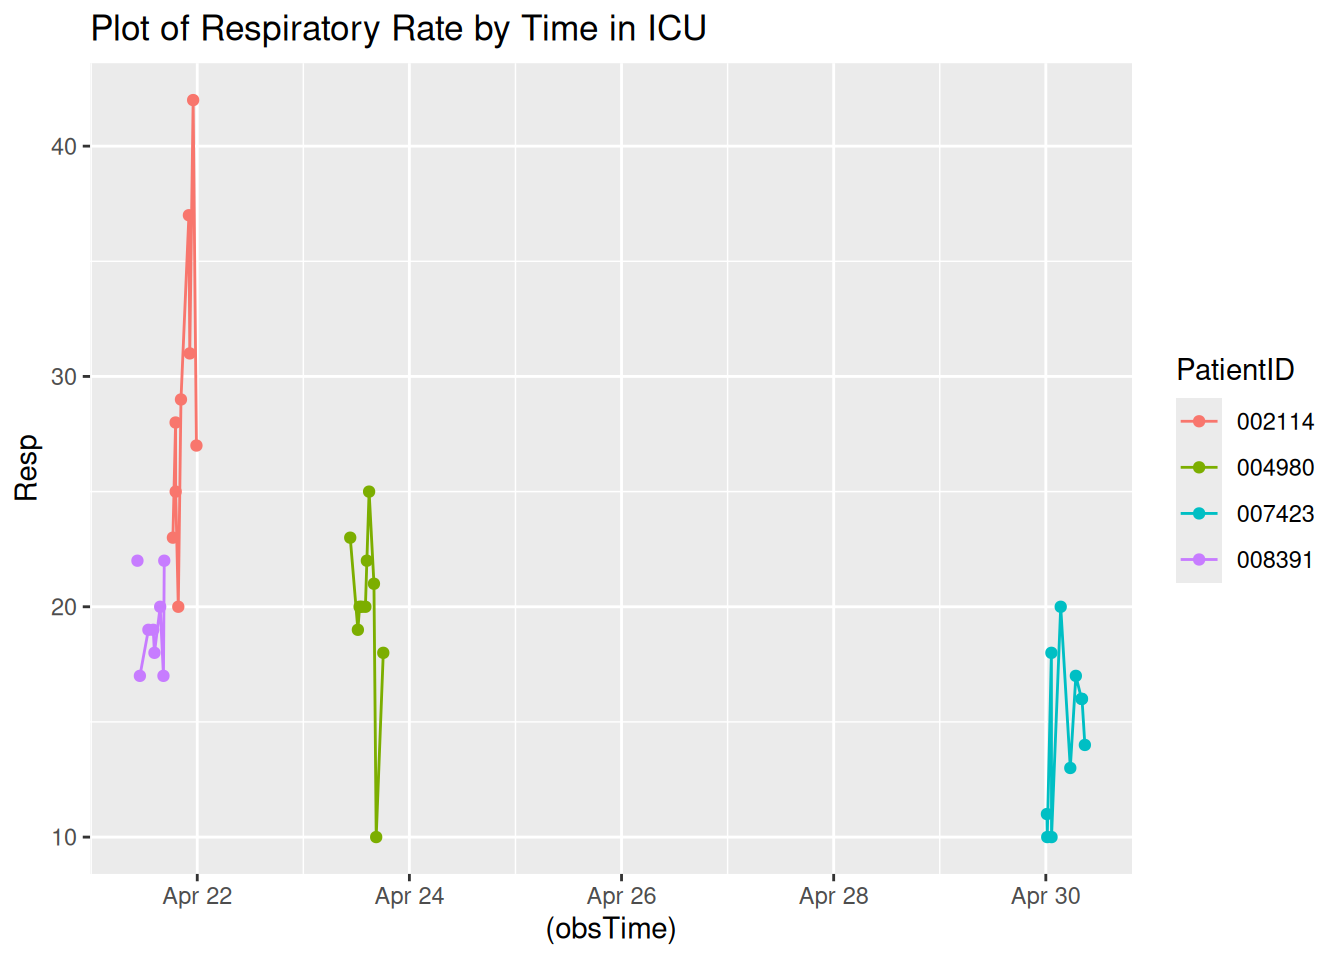 Plot of Respiratory Rate by Time in ICU
Resp
40
30
20
10
Apr 22
Apr 24
Apr 26
Apr 28
Apr 30
(obsTime)
PatientID
002114
004980
007423
008391